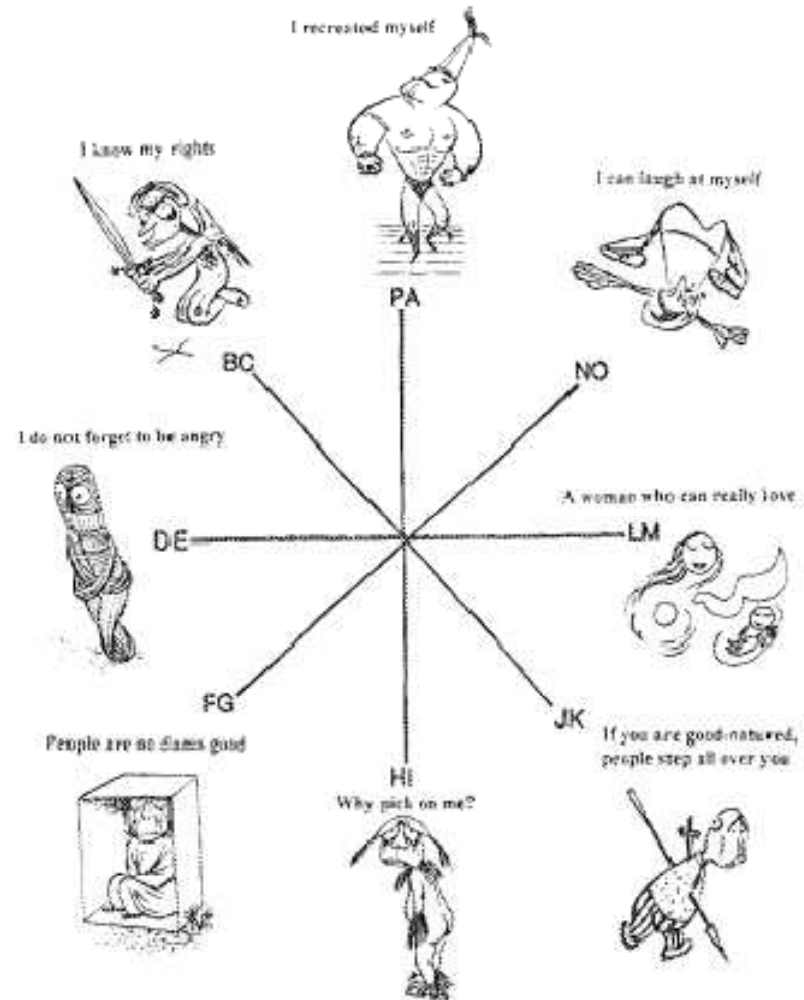 I recreated myself
I know my rights
I can laugh at myself
PA
BC
NO
I do not forget to be angry
A woman who can really love
DE
LM
FG
JK
People are no damn good
If you are good-natured,
people step all over you
HI
Why pick on me?